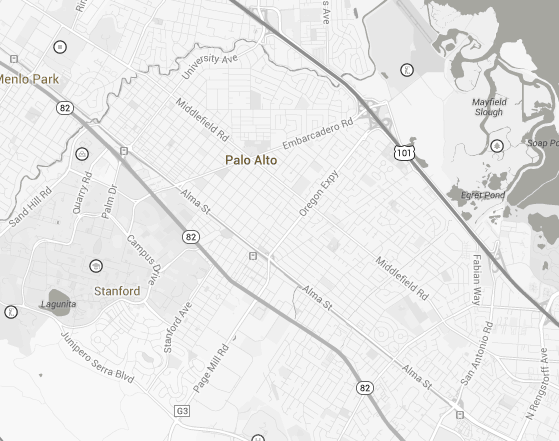 Rin
s Ave
University Ave
Menlo Park
82
Middlefield Rd
Mayfield
Slough
Embarcadero Rd
Soap Po
Palo Alto
101
Sand Hill Rd
Quarry Rd
Palm Dr
Alma St
Oregon Expy
Egret Pond
82
Campus Drive
Stanford
Lagunita
Alma St
Middlefield Rd
Fabian Way
Stanford Ave
Junipero Serra Blvd
Page Mill Rd
San Antonio Rd
N Rengstorff Ave
Alma St
82
G3